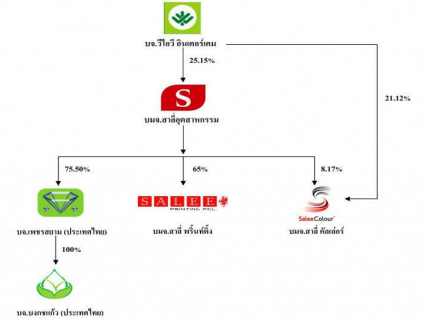 บจ.วีไอวี อินเตอร์เคม
25.15%
21.12%
S
บมจ.สาลี่อุตสาหกรรม
75.50%
65%
8.17%
SALEE
PRINTING PCL.
S
SaleeColour
บจ.เพชรสยาม (ประเทศไทย)
บมจ.สาลี่ พริ้นท์ติ้ง
บมจ.สาลี่ คัลเล่อร์
100%
บจ.บงกชแก้ว (ประเทศไทย)